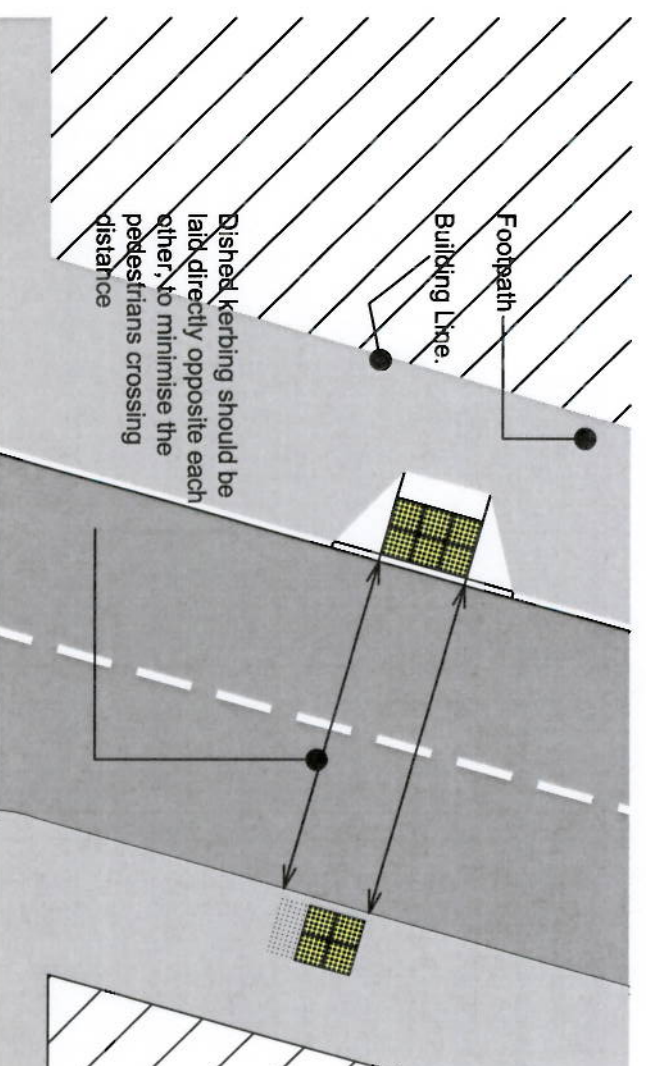 Footpath
Building Line.
Dished kerbing should be
laid directly opposite each
other, to minimise the
pedestrians crossing
distance